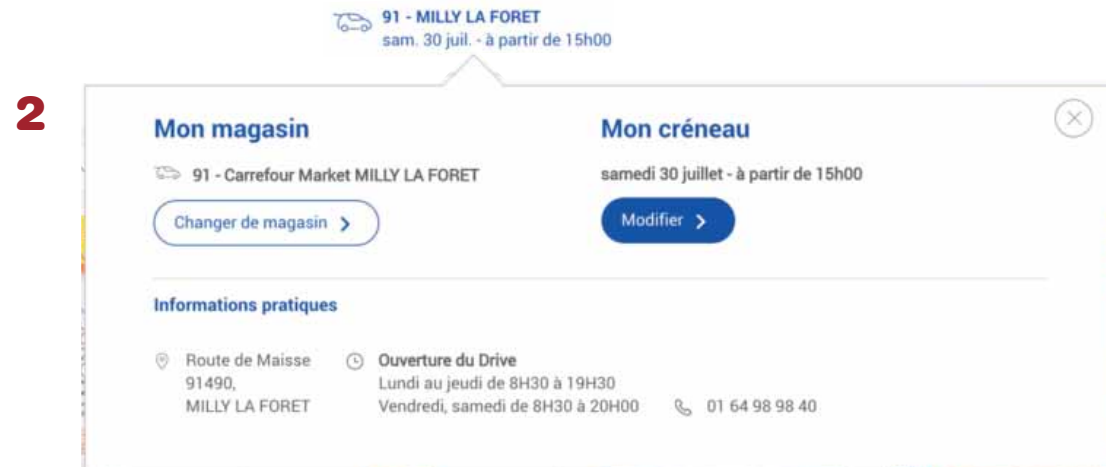 91 - MILLY LA FORET
sam. 30 juil. - à partir de 15h00
2
Mon magasin
91 - Carrefour Market MILLY LA FORET
Changer de magasin
Mon créneau
samedi 30 juillet - à partir de 15h00
Modifier
Informations pratiques
Route de Maisse
91490,
MILLY LA FORET
Ouverture du Drive
Lundi au jeudi de 8H30 à 19H30
Vendredi, samedi de 8H30 à 20H00
01 64 98 98 40